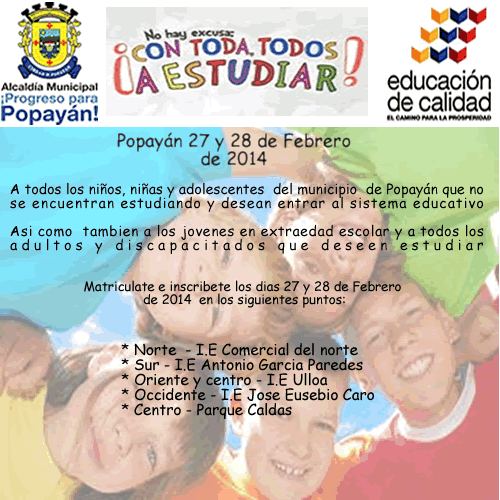 Alcaldía Municipal
¡Progreso para
Popayán!
No hay excusa:
¡CON TODA, TODOS
A ESTUDIAR!
educación
de calidad
EL CAMINO PARA LA PROSPERIDAD
Popayán 27 y 28 de Febrero
de 2014
A todos los niños, niñas y adolescentes del municipio de Popayán que no
se encuentran estudiando y desean entrar al sistema educativo
Asi como tambien a los jovenes en extraedad escolar y a todos los
adultos y discapacitados que deseen estudiar
Matriculate e inscribete los dias 27 y 28 de Febrero
de 2014 en los siguientes puntos:
* Norte - I.E Comercial del norte
* Sur - I.E Antonio Garcia Paredes
* Oriente y centro - I.E Ulloa
* Occidente - I.E Jose Eusebio Caro
* Centro - Parque Caldas